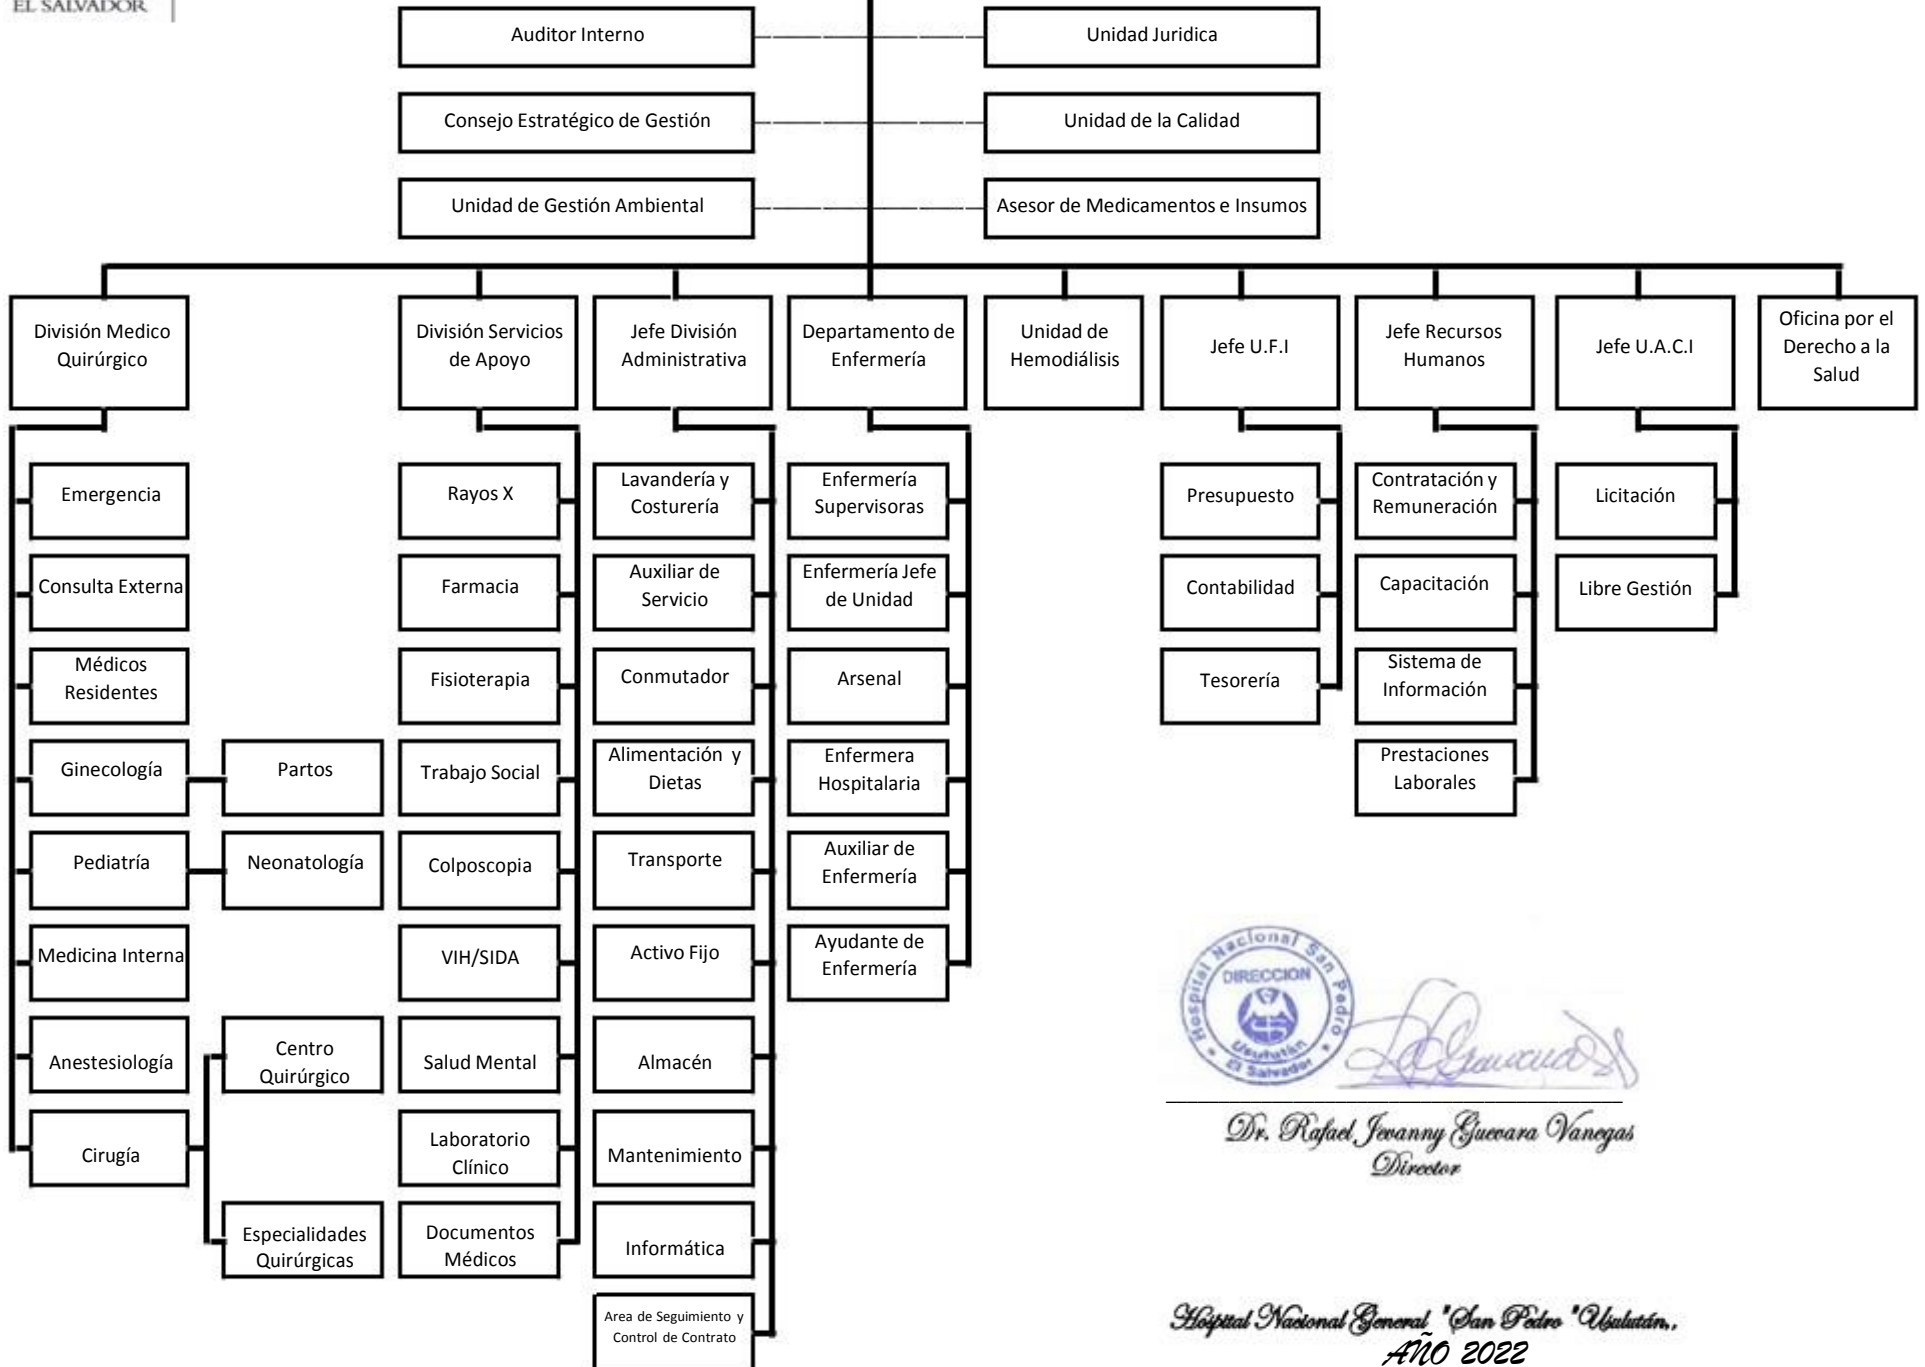 EL SALVADOR
Auditor Interno
Unidad Juridica
Consejo Estratégico de Gestión
Unidad de la Calidad
Unidad de Gestión Ambiental
Asesor de Medicamentos e Insumos
División Medico
Quirúrgico
División Servicios
de Apoyo
Jefe División
Administrativa
Departamento de
Enfermería
Unidad de
Hemodiálisis
Jefe U.F.I
Jefe Recursos
Humanos
Jefe U.A.C.I
Oficina por el
Derecho a la
Salud
Emergencia
Consulta Externa
Médicos
Residentes
Ginecología
Partos
Pediatría
Neonatología
Medicina Interna
Anestesiología
Cirugía
Centro
Quirúrgico
Especialidades
Quirúrgicas
Rayos X
Farmacia
Fisioterapia
Trabajo Social
Colposcopia
VIH/SIDA
Salud Mental
Laboratorio
Clínico
Documentos
Médicos
Lavandería y
Costurería
Auxiliar de
Servicio
Conmutador
Alimentación y
Dietas
Transporte
Activo Fijo
Almacén
Mantenimiento
Informática
Area de Seguimiento y
Control de Contrato
Enfermería
Supervisoras
Enfermería Jefe
de Unidad
Arsenal
Enfermera
Hospitalaria
Auxiliar de
Enfermería
Ayudante de
Enfermería
Presupuesto
Contabilidad
Tesorería
Contratación y
Remuneración
Capacitación
Sistema de
Información
Prestaciones
Laborales
Licitación
Libre Gestión
Hospital Nacional San Pedro
DIRECCION
Usulután
El Salvador
Dr. Rafael Jovanny Guevara Vanegas
Director
Hospital Nacional General "San Pedro "Usulután.,
AÑO 2022